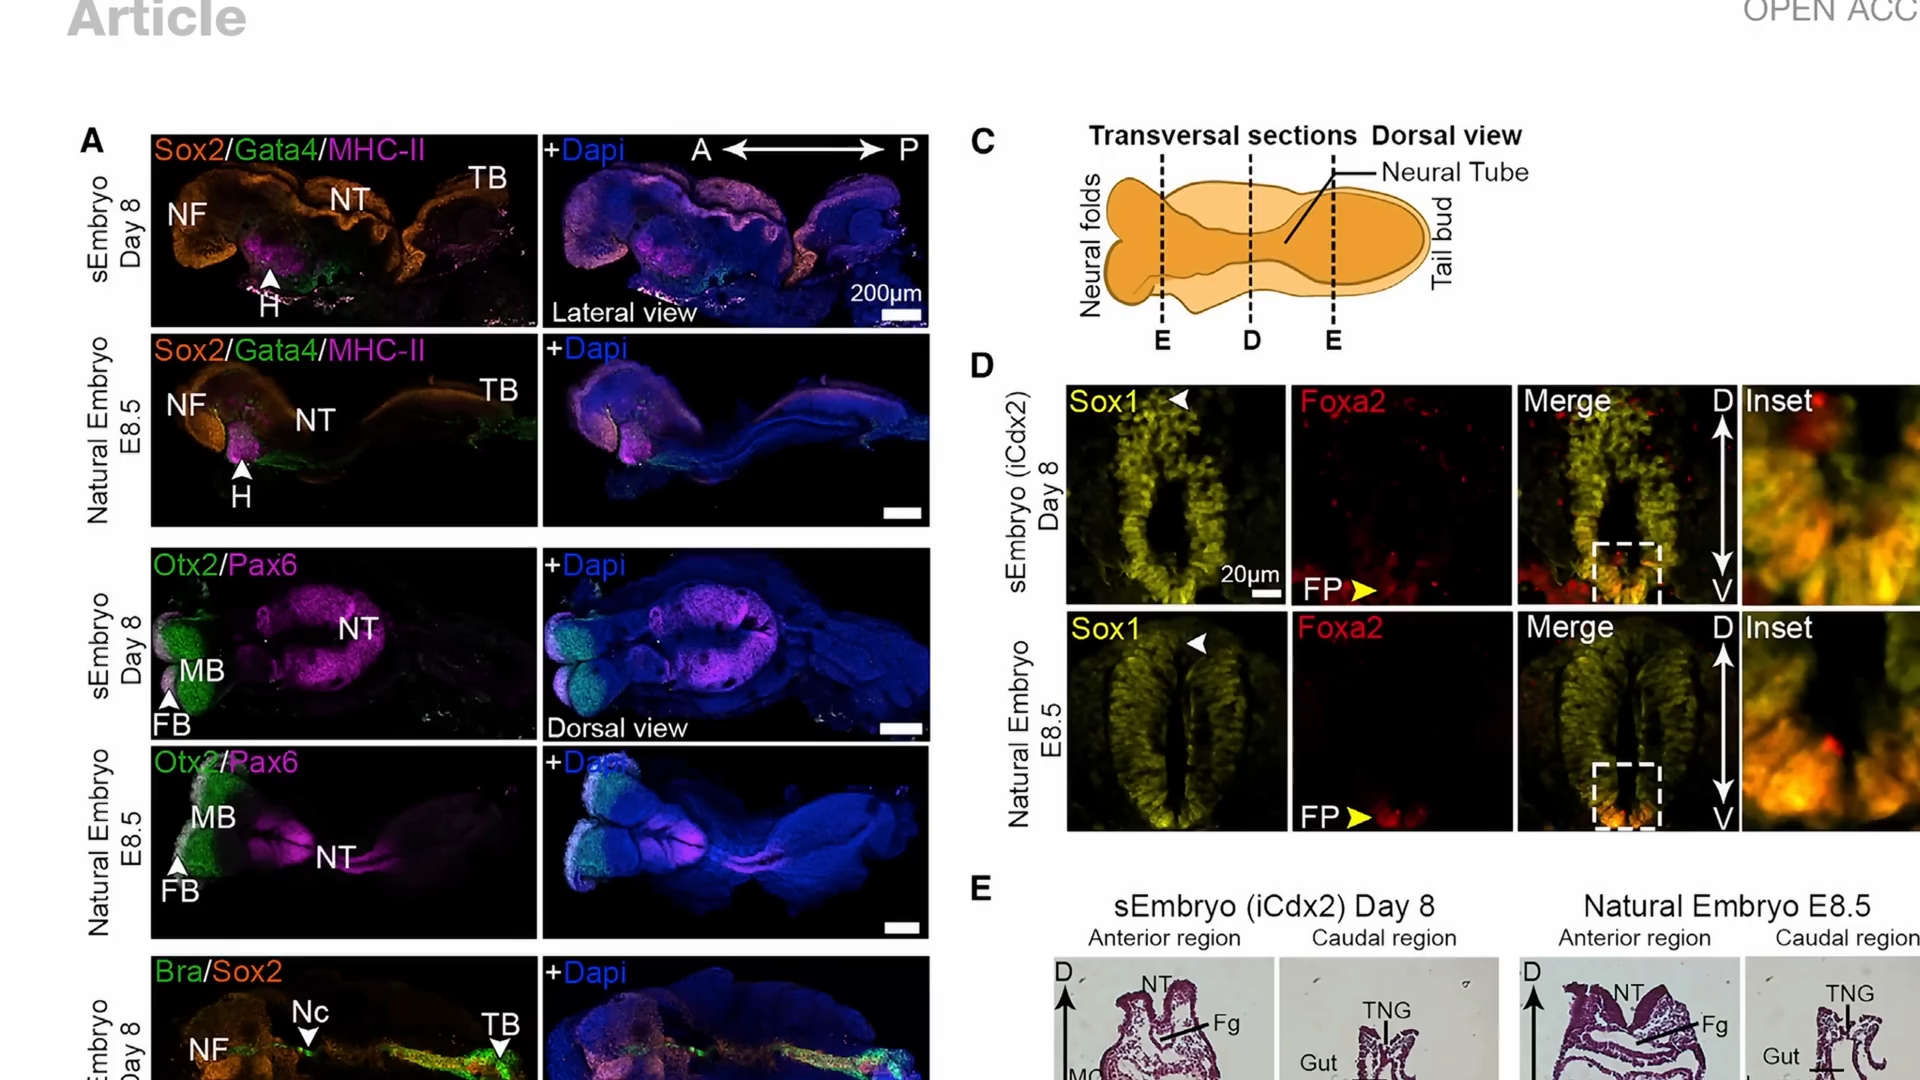 Article
OPEN ACC
A
Sox2/Gata4/MHC-II
NF
NT
TB
H
+Dapi
A
P
200µm
Lateral view
sEmbryo
Day 8
Sox2/Gata4/MHC-II
NF
NT
TB
H
+Dapi
Natural Embryo
E8.5
Otx2/Pax6
NT
MB
FB
+Dapi
Dorsal view
sEmbryo
Day 8
Otx2/Pax6
MB
NT
FB
+Dapi
Natural Embryo
E8.5
Bra/Sox2
Nc
TB
NF
+Dapi
Embryo
Day 8
C
Transversal sections Dorsal view
Neural Tube
Neural folds
Tail bud
E D E
D
sEmbryo (iCdx2)
Day 8
Sox1
20µm
Foxa2
FP
Merge
D
V
Inset
Natural Embryo
E8.5
Sox1
Foxa2
FP
Merge
D
V
Inset
E
sEmbryo (iCdx2) Day 8
Anterior region
Caudal region
Natural Embryo E8.5
Anterior region
Caudal region
D
NT
Fg
TNG
Gut
D
NT
Fg
TNG
Gut